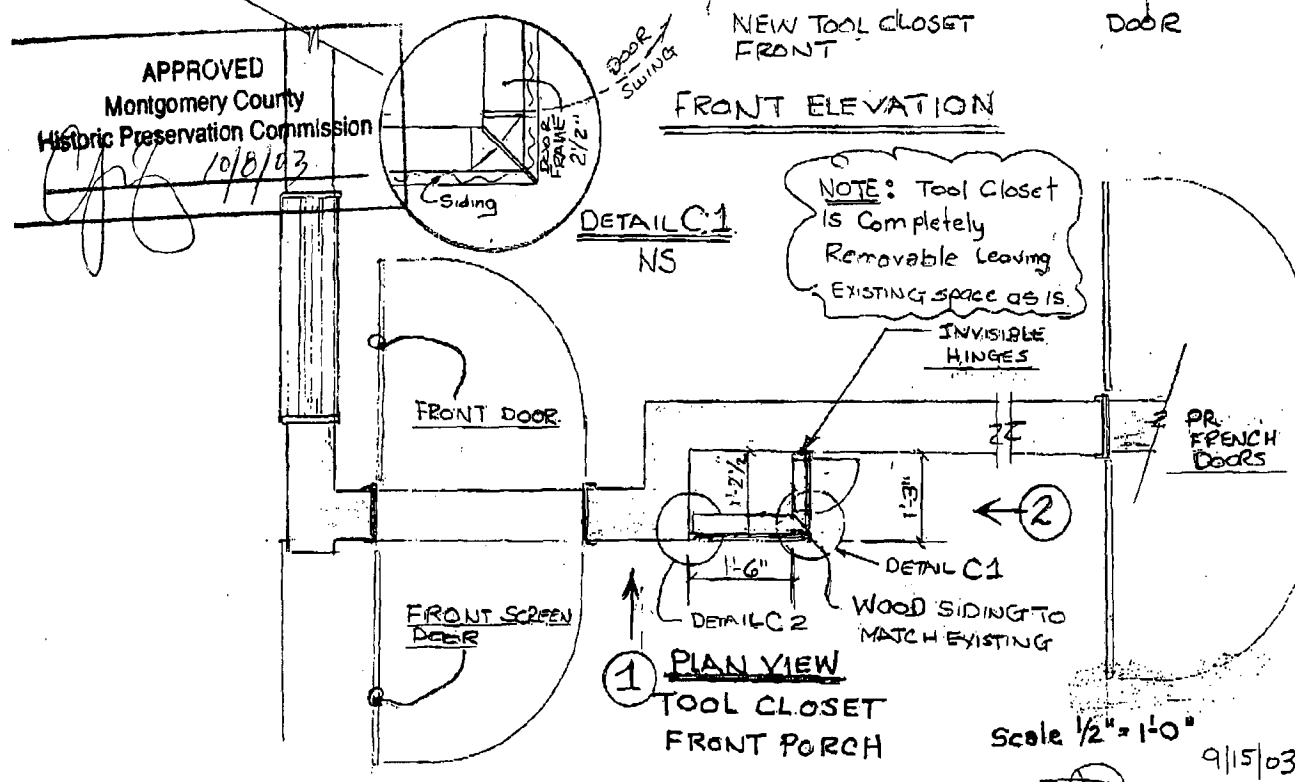 NEW TOOL CLOSET
FRONT
DOOR
APPROVED
Montgomery County
Historic Preservation Commission
10/8/03
DOOR
SWING
DOOR
FRAME
2 1/2"
Siding
FRONT ELEVATION
DETAIL C.1
NS
NOTE: Tool Closet
is Completely
Removable Leaving
EXISTING space as is
INVISIBLE
HINGES
FRONT DOOR
PR.
FRENCH
DOORS
1'-2 1/2
1'-3"
2
1'-6"
DETAIL C1
DETAIL C2
WOOD SIDING TO
MATCH EXISTING
FRONT SCREEN
DOOR
1
PLAN VIEW
TOOL CLOSET
FRONT PORCH
Scale 1/2" = 1'-0"
9/15/03